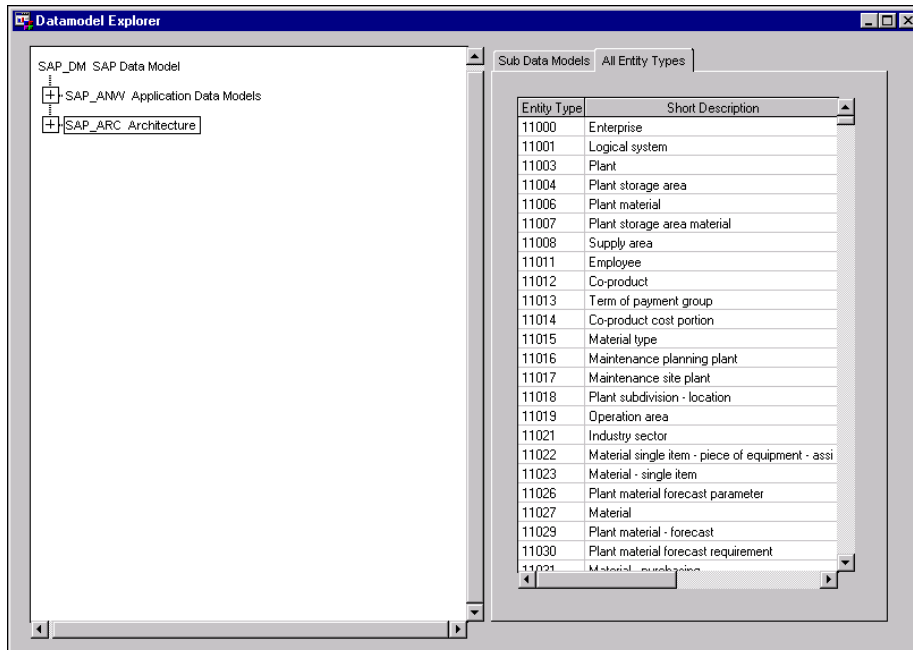 Datamodel Explorer
SAP_DM SAP Data Model
SAP_ANW Application Data Models
SAP_ARC Architecture
Sub Data Models All Entity Types
Entity Type Short Description
11000 Enterprise
11001 Logical system
11003 Plant
11004 Plant storage area
11006 Plant material
11007 Plant storage area material
11008 Supply area
11011 Employee
11012 Co-product
11013 Term of payment group
11014 Co-product cost portion
11015 Material type
11016 Maintenance planning plant
11017 Maintenance site plant
11018 Plant subdivision - location
11019 Operation area
11021 Industry sector
11022 Material single item - piece of equipment - assi
11023 Material - single item
11026 Plant material forecast parameter
11027 Material
11029 Plant material - forecast
11030 Plant material forecast requirement
11031 Material - purchasing